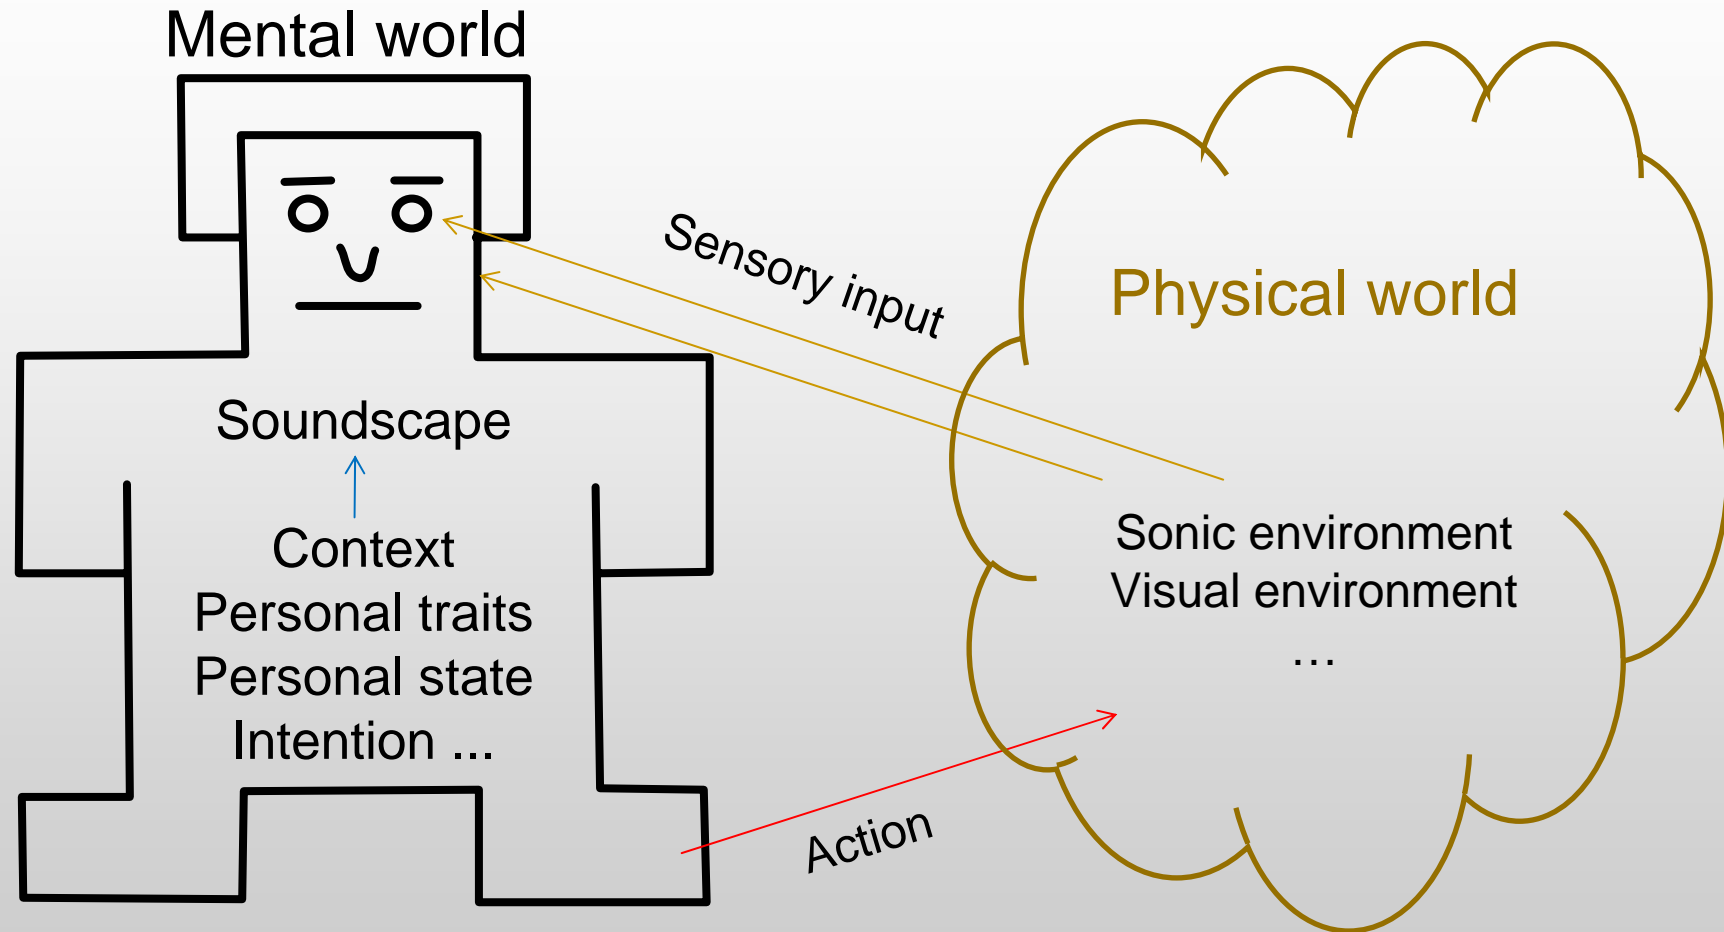 Mental world
Sensory input
Physical world
Soundscape
Context
Personal traits
Personal state
Intention ...
Sonic environment
Visual environment
…
Action